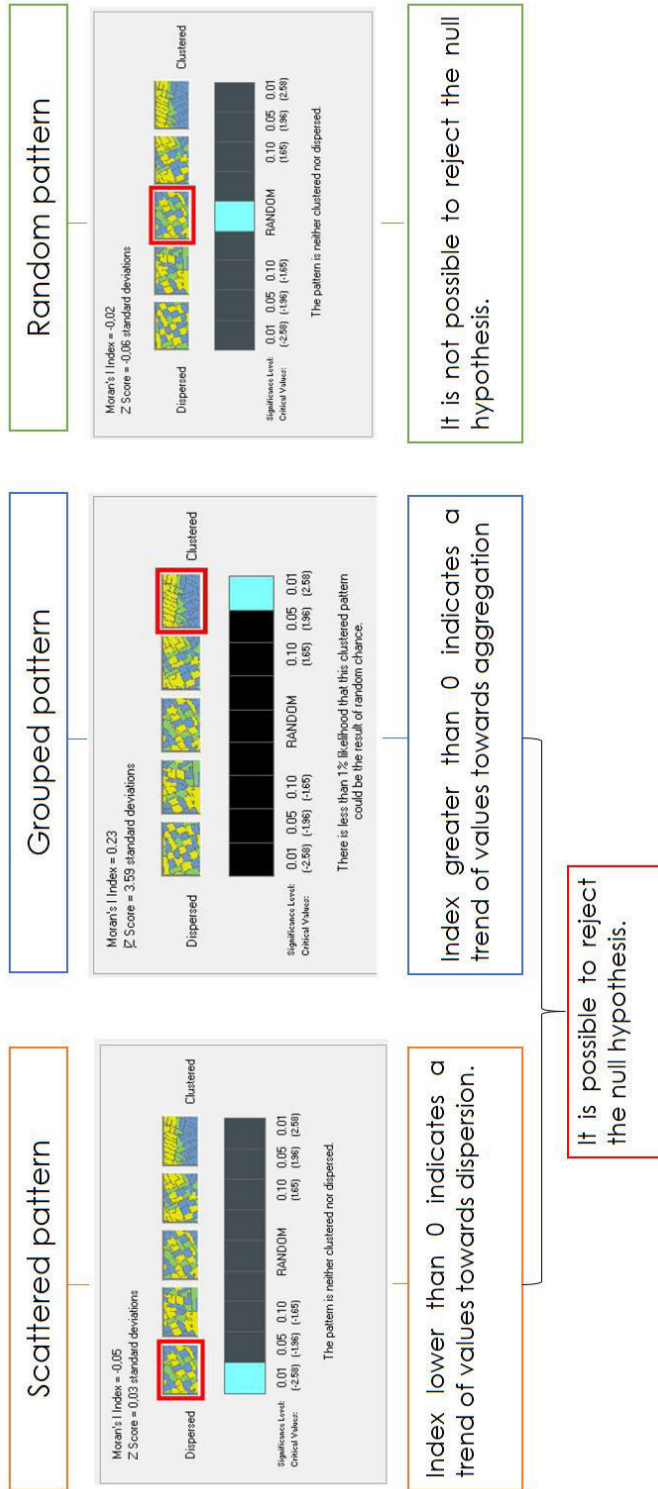 Scattered pattern
Moran's I Index = -0,05
Z Score = 0,03 standard deviations
Dispersed
Clustered
Significance Level: 0.01 0.05 0.10 RANDOM 0.10 0.05 0.01
Critical Values: (-2.58) (-1.96) (-1.65) (1.65) (1.96) (2.58)
The pattern is neither clustered nor dispersed.
Index lower than 0 indicates a
trend of values towards dispersion.
Grouped pattern
Moran's I Index = 0.23
Z Score = 3.59 standard deviations
Dispersed
Clustered
Significance Level: 0.01 0.05 0.10 RANDOM 0.10 0.05 0.01
Critical Values: (-2.58) (-1.96) (-1.65) (1.65) (1.96) (2.58)
There is less than 1% likelihood that this clustered pattern
could be the result of random chance.
Index greater than 0 indicates a
trend of values towards aggregation
It is possible to reject
the null hypothesis.
Random pattern
Moran's I Index = -0,02
Z Score = -0,06 standard deviations
Dispersed
Clustered
Significance Level: 0.01 0.05 0.10 RANDOM 0.10 0.05 0.01
Critical Values: (-2.58) (-1.96) (-1.65) (1.65) (1.96) (2.58)
The pattern is neither clustered nor dispersed.
It is not possible to reject the null
hypothesis.